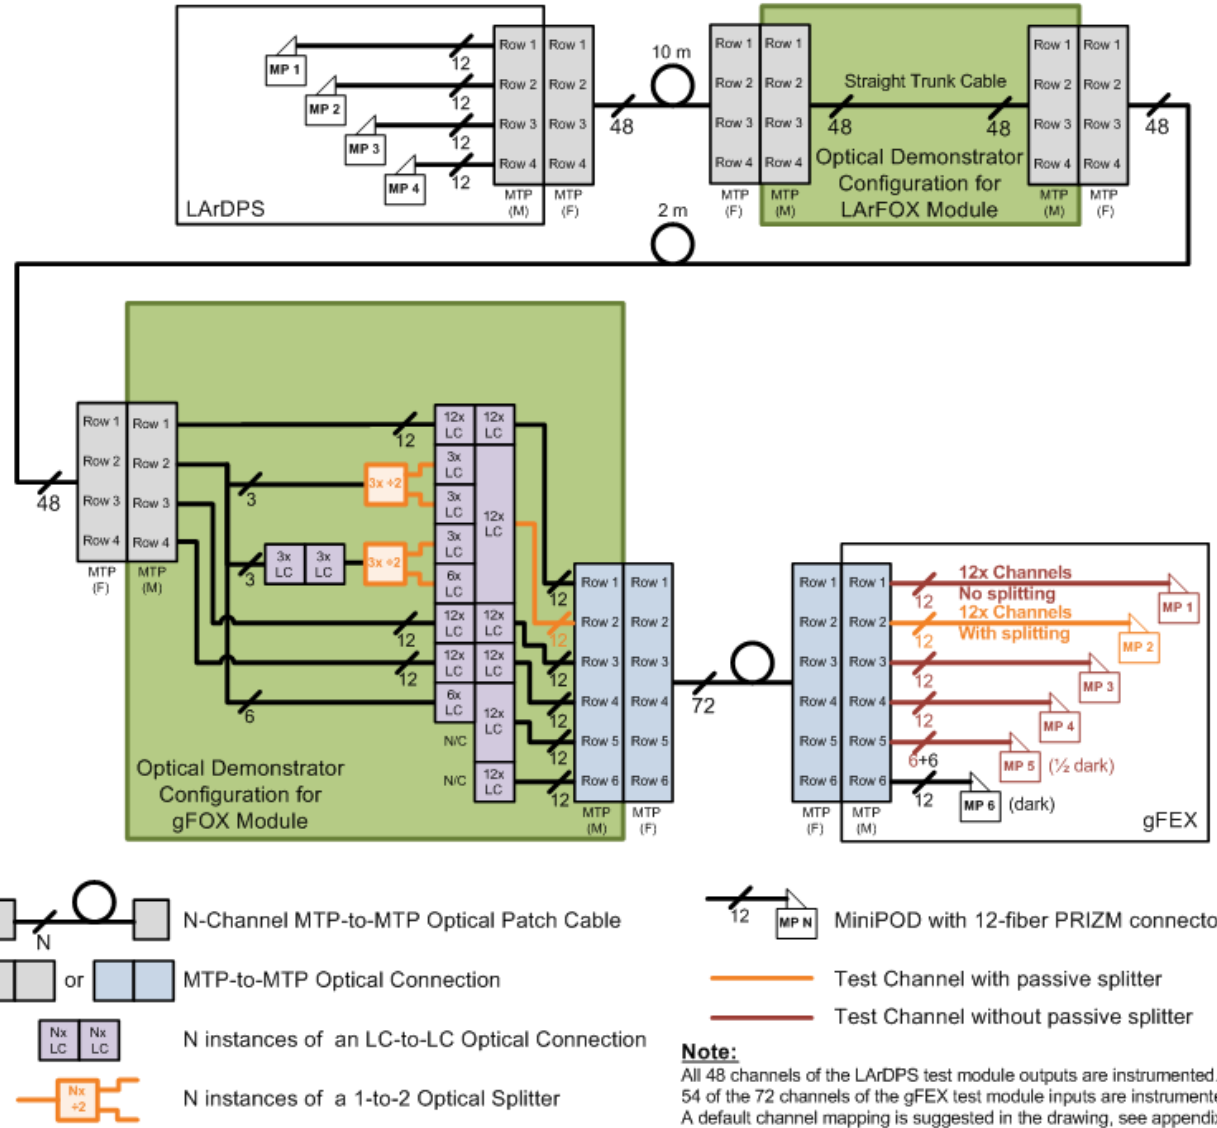 MP 1
12
MP 2
12
MP 3
12
MP 4
12
LArDPS
Row 1 Row 1
Row 2 Row 2
Row 3 Row 3
Row 4 Row 4
MTP (M)
MTP (F)
48
10 m
Row 1 Row 1
Row 2 Row 2
Row 3 Row 3
Row 4 Row 4
MTP (F)
MTP (M)
Straight Trunk Cable
48
48
Optical Demonstrator
Configuration for
LArFOX Module
Row 1 Row 1
Row 2 Row 2
Row 3 Row 3
Row 4 Row 4
MTP (M)
MTP (F)
48
2 m
48
Row 1 Row 1
Row 2 Row 2
Row 3 Row 3
Row 4 Row 4
MTP (F)
MTP (M)
12
3
3x ÷2
3
3x LC
3x LC
3x ÷2
12
12
6
12x LC
12x LC
3x LC
3x LC
12x LC
3x LC
6x LC
12x LC
12x LC
12x LC
12x LC
6x LC
12x LC
N/C
N/C
12x LC
Optical Demonstrator
Configuration for
gFOX Module
12
12
12
12
12
12
Row 1 Row 1
Row 2 Row 2
Row 3 Row 3
Row 4 Row 4
Row 5 Row 5
Row 6 Row 6
MTP (M)
MTP (F)
72
Row 1 Row 1
Row 2 Row 2
Row 3 Row 3
Row 4 Row 4
Row 5 Row 5
Row 6 Row 6
MTP (F)
MTP (M)
12x Channels
No splitting
12
MP 1
12x Channels
With splitting
12
MP 2
12
MP 3
12
MP 4
6+6
MP 5 (½ dark)
12
MP 6 (dark)
gFEX
N
N-Channel MTP-to-MTP Optical Patch Cable
or
MTP-to-MTP Optical Connection
Nx LC
Nx LC
N instances of an LC-to-LC Optical Connection
Nx ÷2
N instances of a 1-to-2 Optical Splitter
12
MP N
MiniPOD with 12-fiber PRIZM connecto
Test Channel with passive splitter
Test Channel without passive splitter
Note:
All 48 channels of the LArDPS test module outputs are instrumented.
54 of the 72 channels of the gFEX test module inputs are instrumente
A default channel mapping is suggested in the drawing, see appendix